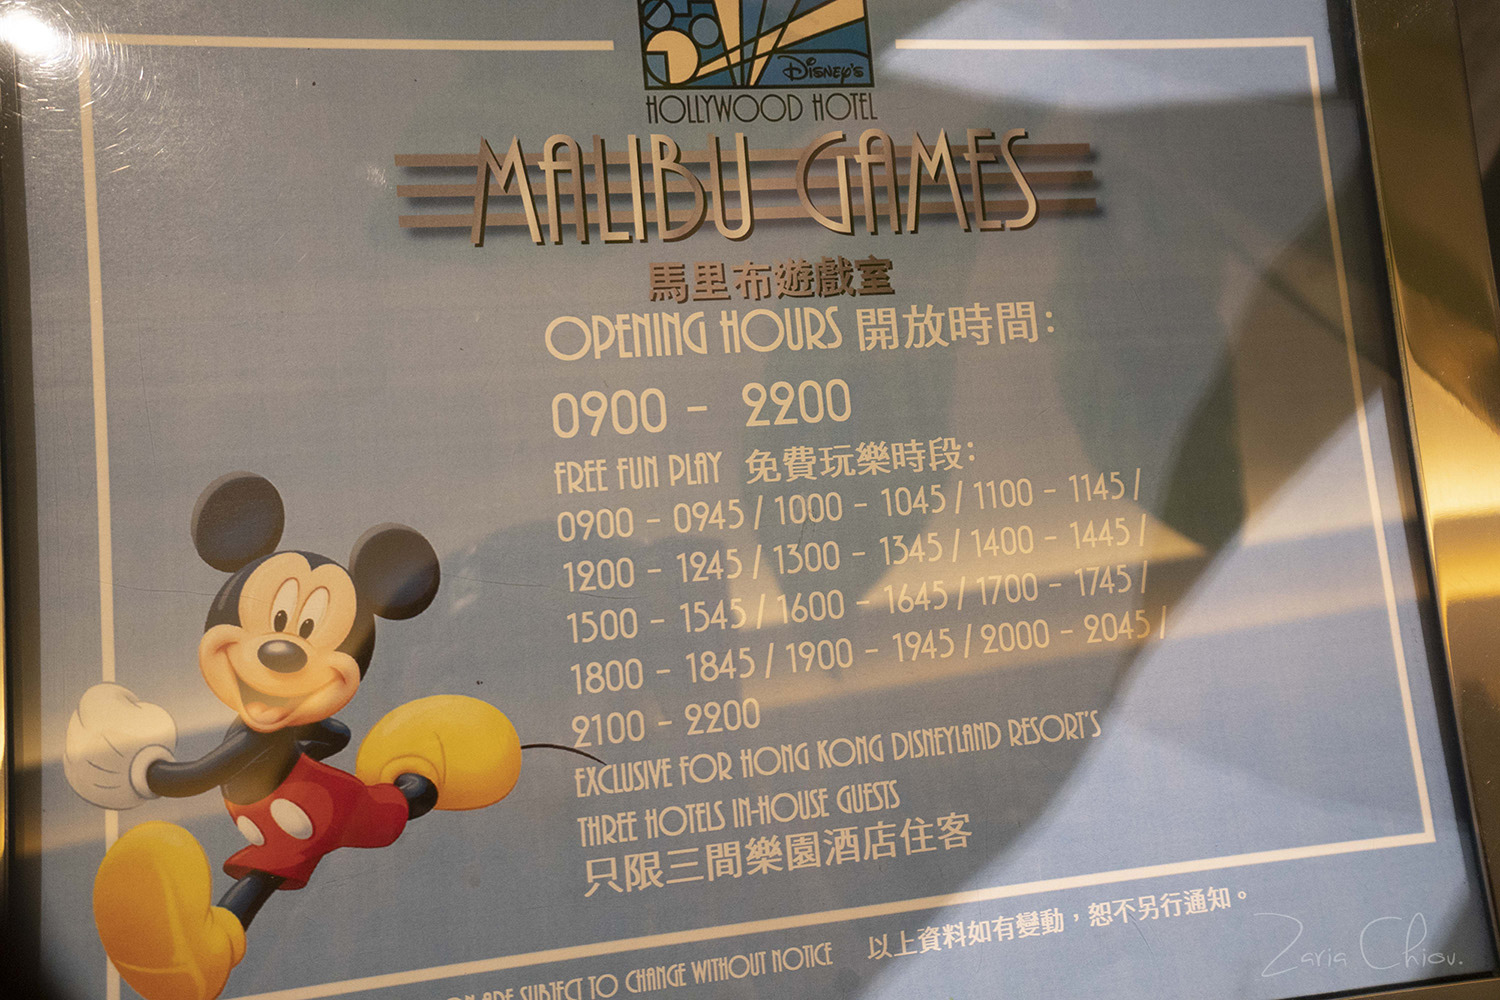 Disney's
HOLLYWOOD HOTEL
MALIBU GAMES
馬里布遊戲室
OPENING HOURS 開放時間:
0900 - 2200
FREE FUN PLAY 免費玩樂時段:
0900 - 0945 / 1000 - 1045 / 1100 - 1145 /
1200 - 1245 / 1300 - 1345 / 1400 - 1445 /
1500 - 1545 / 1600 - 1645 / 1700 - 1745 /
1800 - 1845 / 1900 - 1945 / 2000 - 2045 /
2100 - 2200
EXCLUSIVE FOR HONG KONG DISNEYLAND RESORT'S
THREE HOTELS IN-HOUSE GUESTS
只限三間樂園酒店住客
ARE SUBJECT TO CHANGE WITHOUT NOTICE 以上資料如有變動，恕不另行通知。
Zaria Chiou.